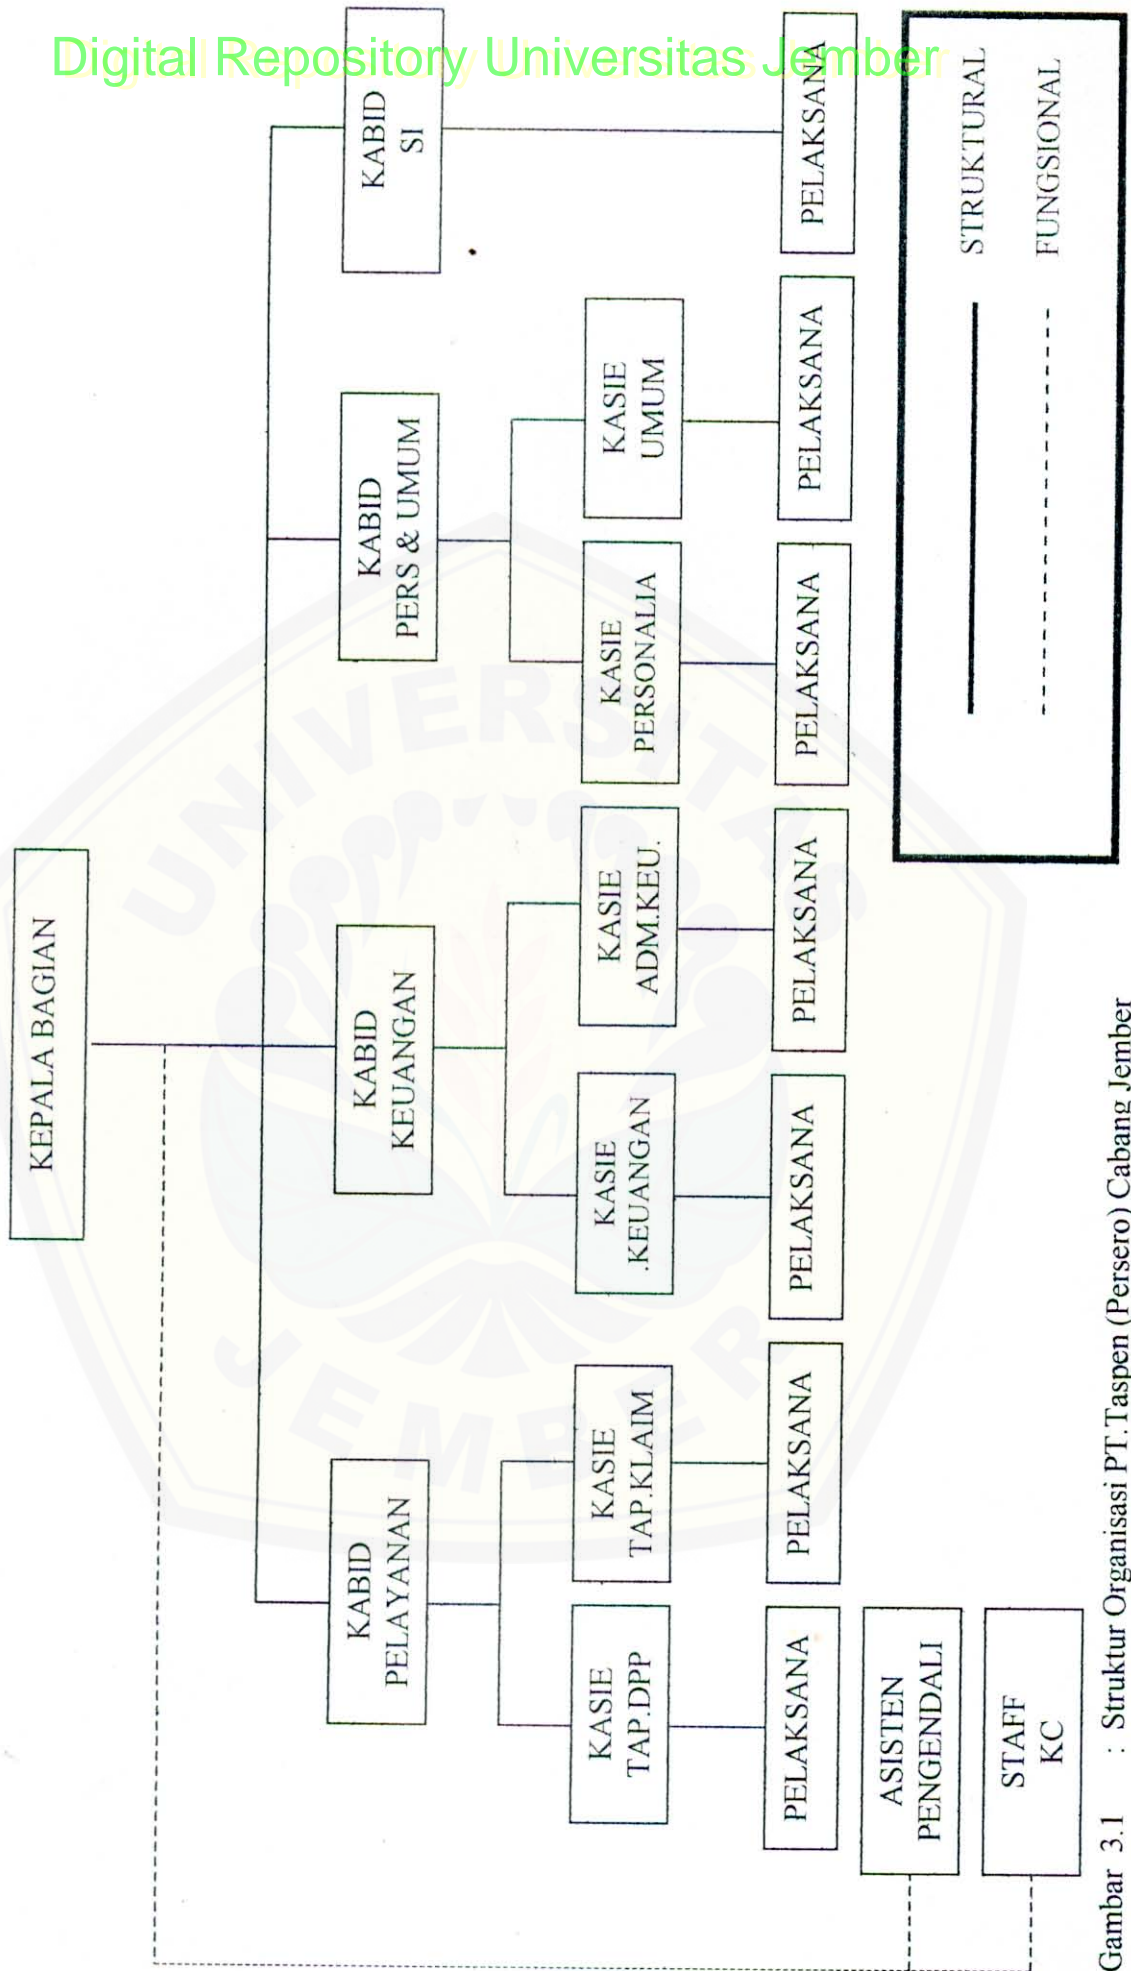 Digital Repository Universitas Jember
KEPALA BAGIAN
KABID
PELAYANAN
KABID
KEUANGAN
KABID
PERS & UMUM
KABID
SI
KASIE
TAP.DPP
KASIE
TAP.KLAIM
KASIE
.KEUANGAN
KASIE
ADM.KEU.
KASIE
PERSONALIA
KASIE
UMUM
PELAKSANA
PELAKSANA
PELAKSANA
PELAKSANA
PELAKSANA
PELAKSANA
PELAKSANA
ASISTEN
PENGENDALI
STAFF
KC
STRUKTURAL
FUNGSIONAL
Gambar 3.1 : Struktur Organisasi PT.Taspen (Persero) Cabang Jember
UNIVERSITAS
JEMBER